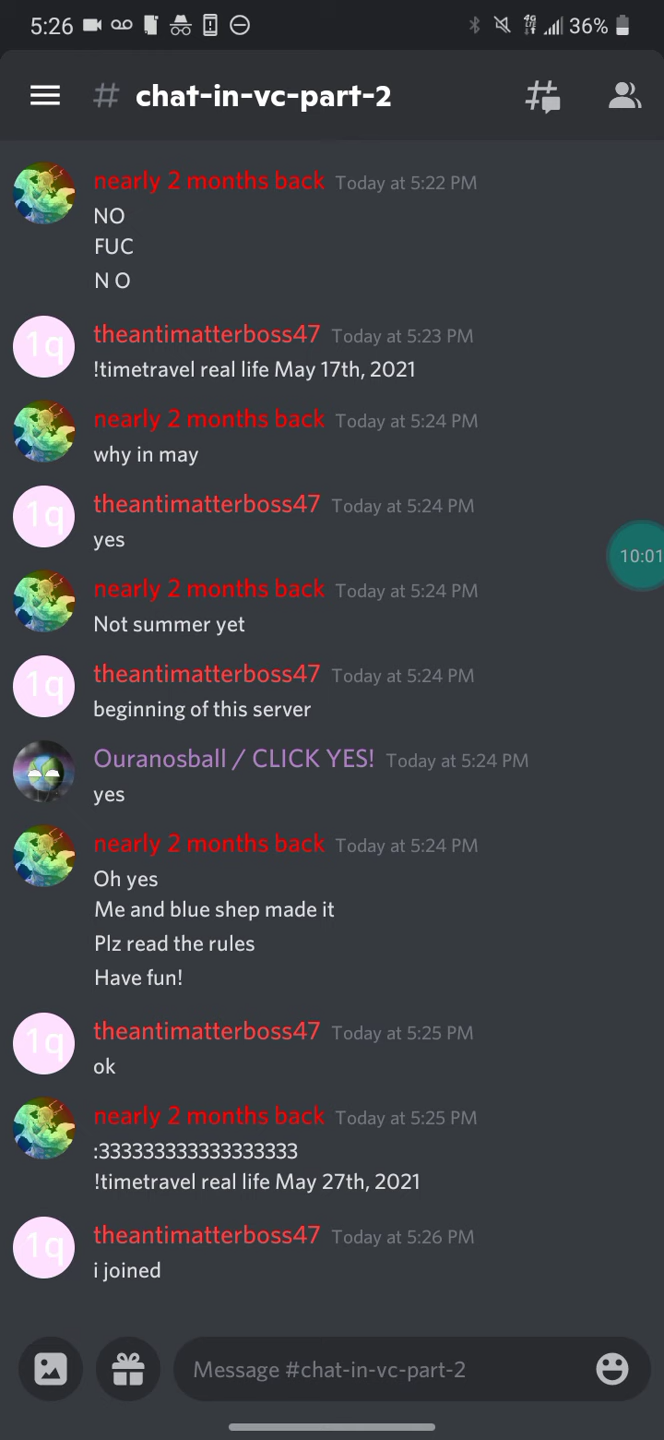 5:26
4G
LTE
36%
# chat-in-vc-part-2
nearly 2 months back Today at 5:22 PM
NO
FUC
N O
1q
theantimatterboss47 Today at 5:23 PM
!timetravel real life May 17th, 2021
nearly 2 months back Today at 5:24 PM
why in may
1q
theantimatterboss47 Today at 5:24 PM
yes
10:01
nearly 2 months back Today at 5:24 PM
Not summer yet
1q
theantimatterboss47 Today at 5:24 PM
beginning of this server
Ouranosball / CLICK YES! Today at 5:24 PM
yes
nearly 2 months back Today at 5:24 PM
Oh yes
Me and blue shep made it
Plz read the rules
Have fun!
1q
theantimatterboss47 Today at 5:25 PM
ok
nearly 2 months back Today at 5:25 PM
:333333333333333333
!timetravel real life May 27th, 2021
1q
theantimatterboss47 Today at 5:26 PM
i joined
Message #chat-in-vc-part-2